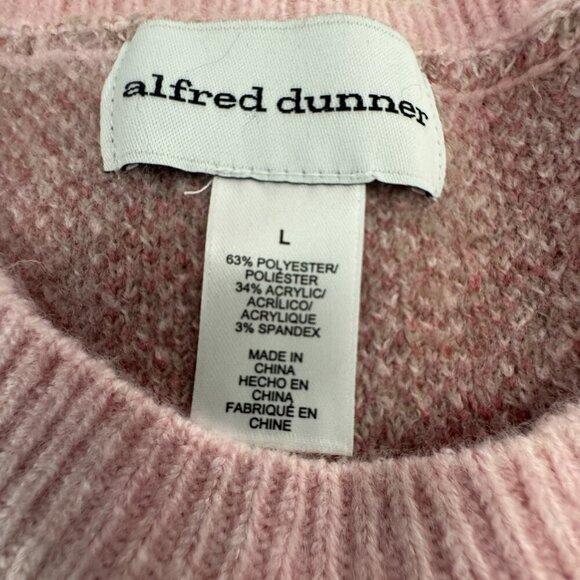 alfred dunner
L
63% POLYESTER/
POLIÉSTER
34% ACRYLIC/
ACRÍLICO/
ACRYLIQUE
3% SPANDEX
MADE IN
CHINA
HECHO EN
CHINA
FABRIQUÉ EN
CHINE